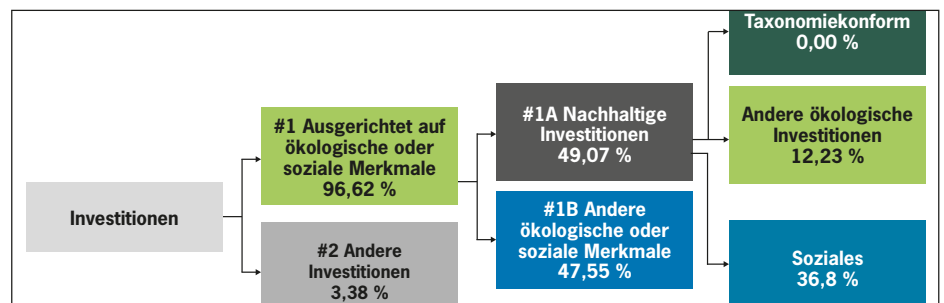 Investitionen
#1 Ausgerichtet auf
ökologische oder
soziale Merkmale
96,62 %
#2 Andere
Investitionen
3,38 %
#1A Nachhaltige
Investitionen
49,07 %
#1B Andere
ökologische oder
soziale Merkmale
47,55 %
Taxonomiekonform
0,00 %
Andere ökologische
Investitionen
12,23 %
Soziales
36,8 %